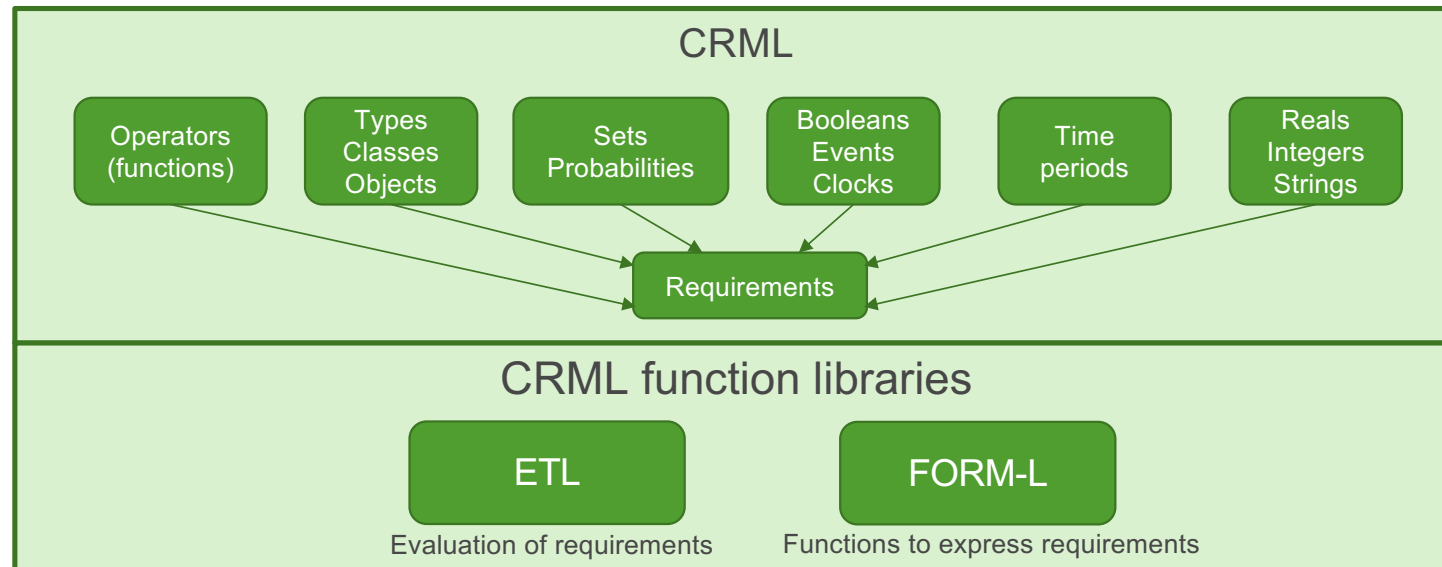 CRML
Operators
(functions)
Types
Classes
Objects
Sets
Probabilities
Booleans
Events
Clocks
Time
periods
Reals
Integers
Strings
Requirements
CRML function libraries
ETL
Evaluation of requirements
FORM-L
Functions to express requirements